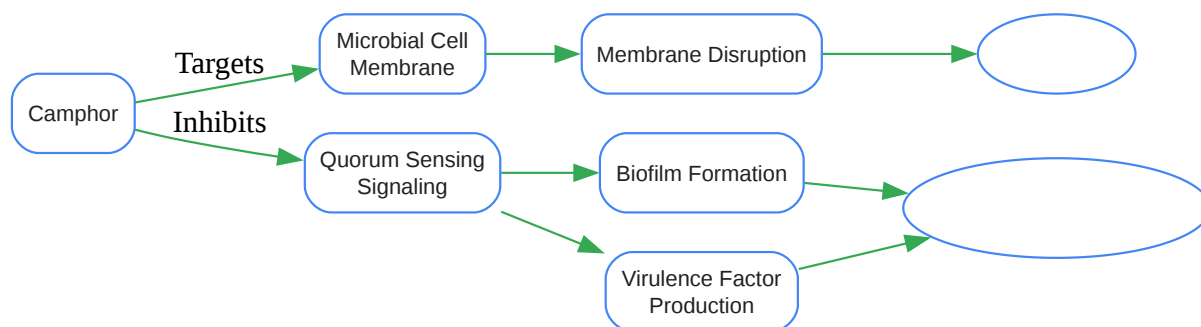 Camphor
Targets
Inhibits
Microbial Cell
Membrane
Membrane Disruption
Quorum Sensing
Signaling
Biofilm Formation
Virulence Factor
Production